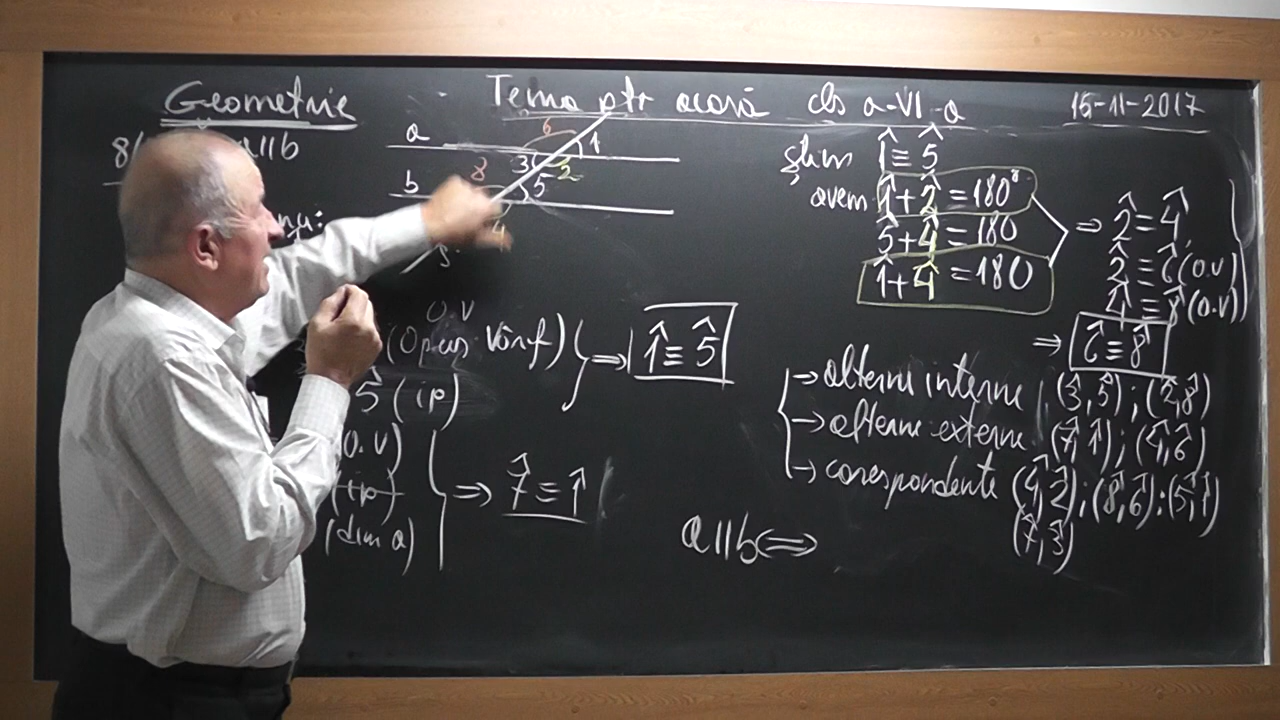 Geometrie Tema ptr acasă cls a-VI-a 15-11-2017
8/ a||b
a 6 1
3 2
b 8 5
4
s
O.V
(Opus Vârf) ⇒ 1̂ ≡ 5̂
5̂ (ip)
(O.V)
(ip) ⇒ 7̂ ≡ 1̂
(dim a)
Știm 1̂ ≡ 5̂
avem 1̂ + 2̂ = 180°
5̂ + 4̂ = 180
1̂ + 4̂ = 180
⇒ 2̂ = 4̂
2̂ = 6̂ (O.V)
4̂ = 8̂ (O.V)
⇒ 6̂ ≡ 8̂
→ alterne interne (3̂, 5̂); (2̂, 8̂)
→ alterne externe (7̂, 1̂); (4̂, 6̂)
→ corespondente (4̂, 2̂); (8̂, 6̂); (5̂, 1̂)
(7̂, 3̂)
a||b ⇔